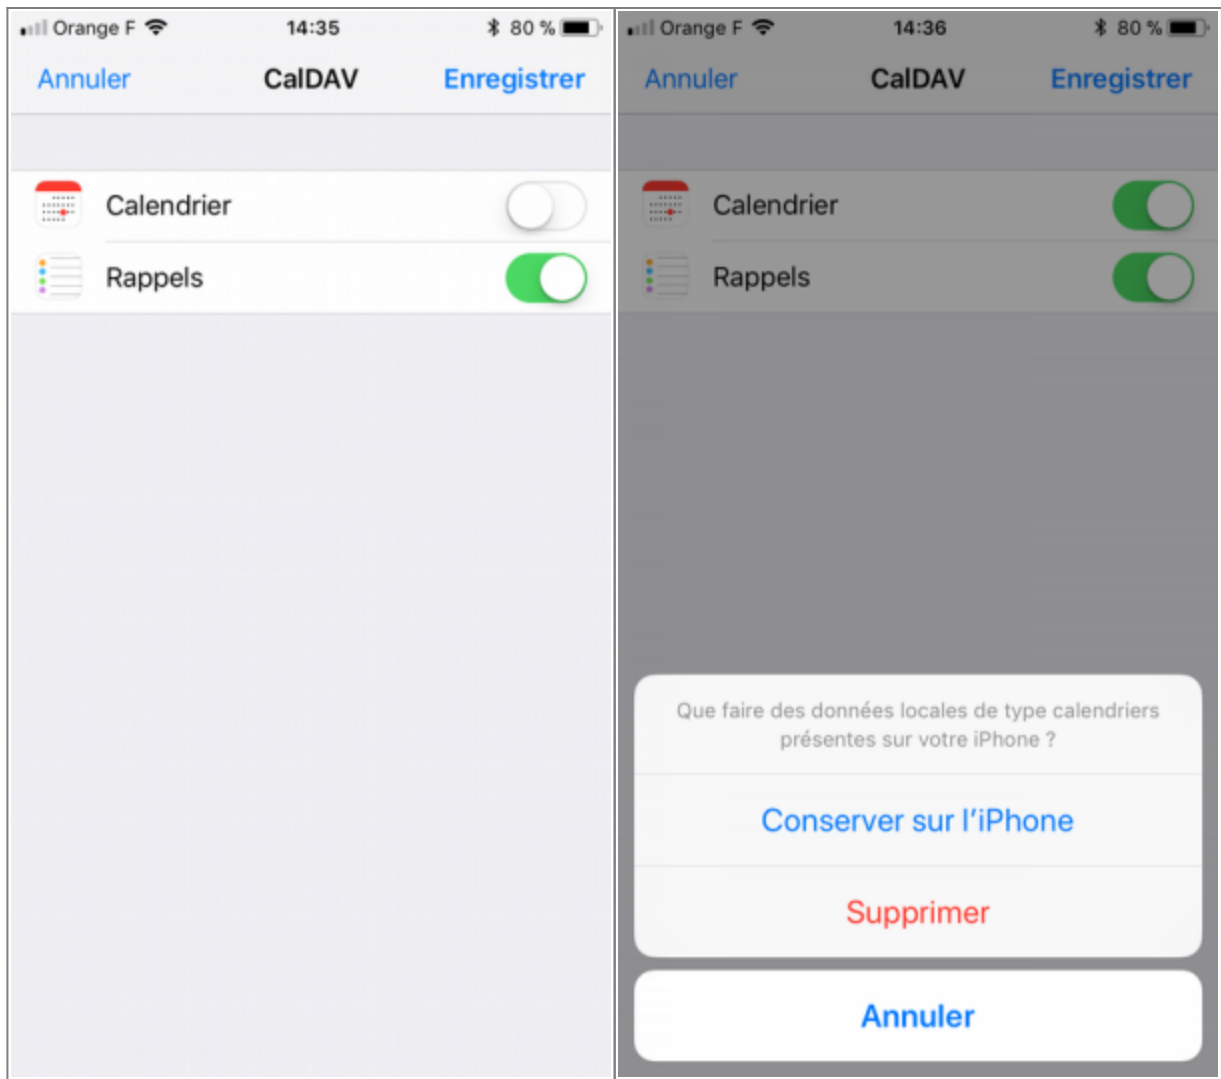 Orange F 14:35 80 %
Annuler CalDAV Enregistrer
Calendrier
Rappels
Orange F 14:36 80 %
Annuler CalDAV Enregistrer
Calendrier
Rappels
Que faire des données locales de type calendriers
présentes sur votre iPhone ?
Conserver sur l'iPhone
Supprimer
Annuler